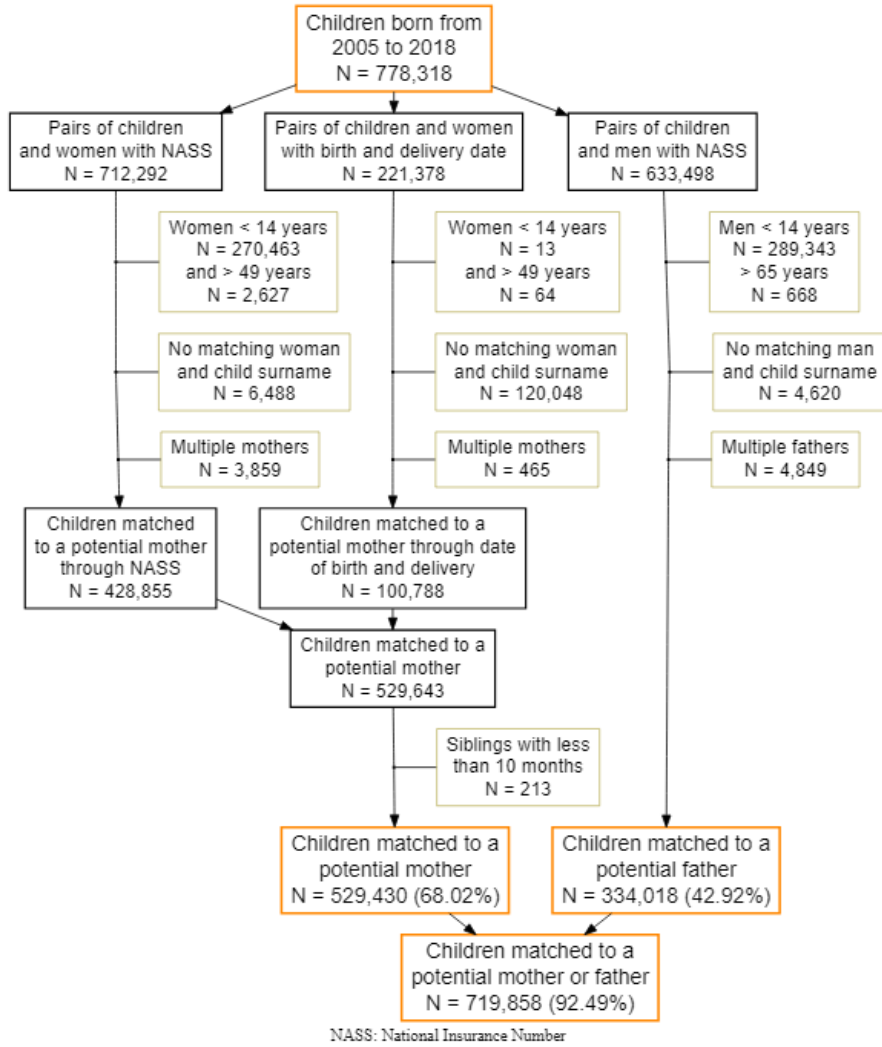 Children born from
2005 to 2018
N = 778,318
Pairs of children
and women with NASS
N = 712,292
Pairs of children and women
with birth and delivery date
N = 221,378
Pairs of children
and men with NASS
N = 633,498
Women < 14 years
N = 270,463
and > 49 years
N = 2,627
Women < 14 years
N = 13
and > 49 years
N = 64
Men < 14 years
N = 289,343
> 65 years
N = 668
No matching woman
and child surname
N = 6,488
No matching woman
and child surname
N = 120,048
No matching man
and child surname
N = 4,620
Multiple mothers
N = 3,859
Multiple mothers
N = 465
Multiple fathers
N = 4,849
Children matched
to a potential mother
through NASS
N = 428,855
Children matched to a
potential mother through date
of birth and delivery
N = 100,788
Children matched to a
potential mother
N = 529,643
Siblings with less
than 10 months
N = 213
Children matched to a
potential mother
N = 529,430 (68.02%)
Children matched to a
potential father
N = 334,018 (42.92%)
Children matched to a
potential mother or father
N = 719,858 (92.49%)
NASS: National Insurance Number